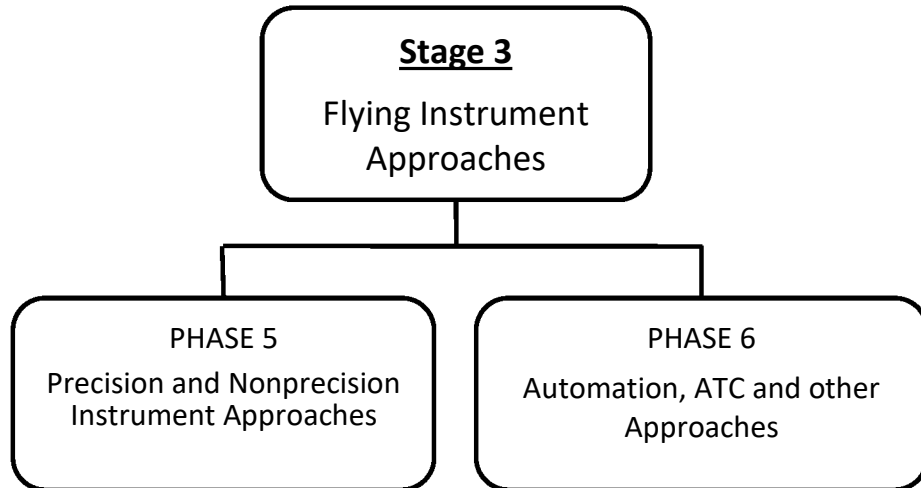 Stage 3
Flying Instrument
Approaches
PHASE 5
Precision and Nonprecision
Instrument Approaches
PHASE 6
Automation, ATC and other
Approaches